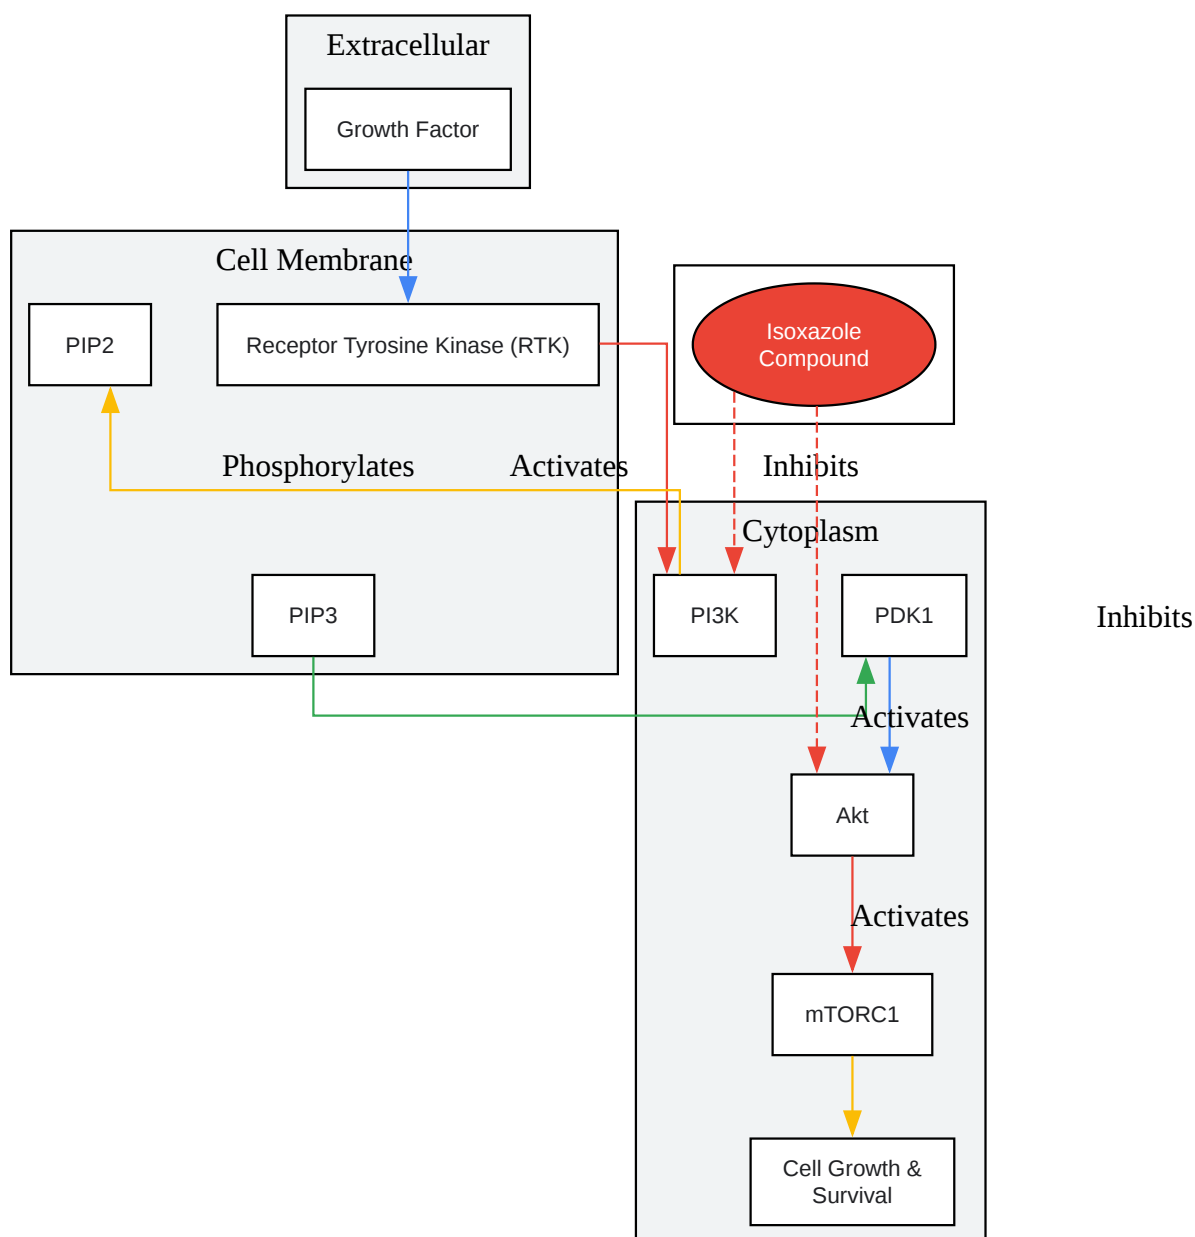 Extracellular
Growth Factor
Cell Membrane
PIP2
Receptor Tyrosine Kinase (RTK)
Isoxazole
Compound
Phosphorylates
Activates
Inhibits
Cytoplasm
PIP3
PI3K
PDK1
Inhibits
Activates
Akt
Activates
mTORC1
Cell Growth &
Survival